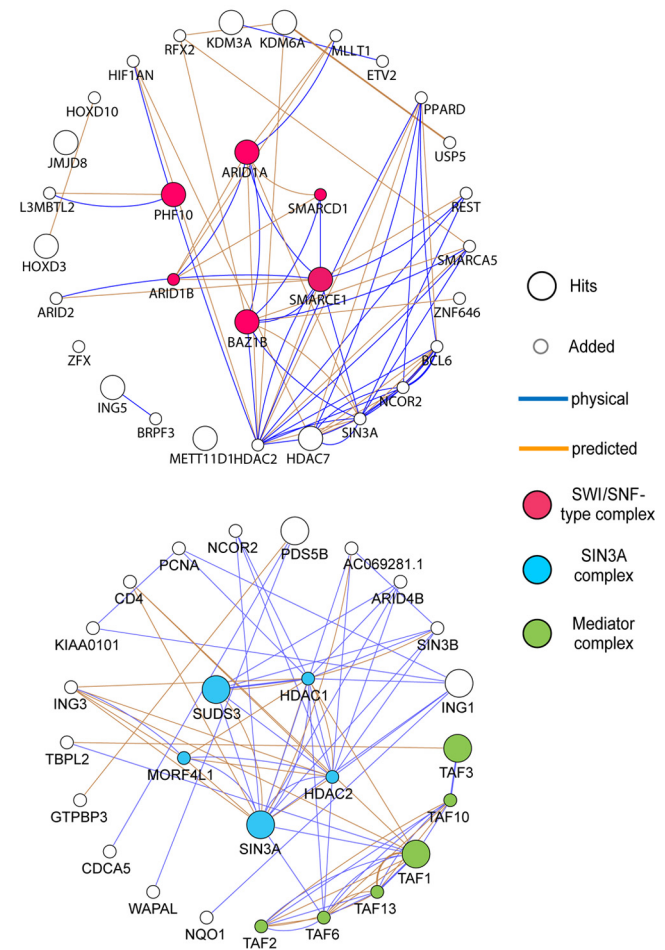 RFX2
KDM3A
KDM6A
MLLT1
ETV2
HIF1AN
HOXD10
PPARD
JMJD8
USP5
ARID1A
L3MBTL2
PHF10
SMARCD1
REST
HOXD3
SMARCA5
ARID1B
SMARCE1
ARID2
ZNF646
BAZ1B
ZFX
BCL6
ING5
NCOR2
BRPF3
SIN3A
METT11D1
HDAC2
HDAC7
Hits
Added
physical
predicted
SWI/SNF-
type complex
SIN3A
complex
Mediator
complex
NCOR2
PDS5B
PCNA
AC069281.1
CD4
ARID4B
KIAA0101
SIN3B
ING3
SUDS3
HDAC1
ING1
TBPL2
MORF4L1
TAF3
HDAC2
GTPBP3
TAF10
SIN3A
CDCA5
TAF1
WAPAL
TAF13
NQO1
TAF2
TAF6